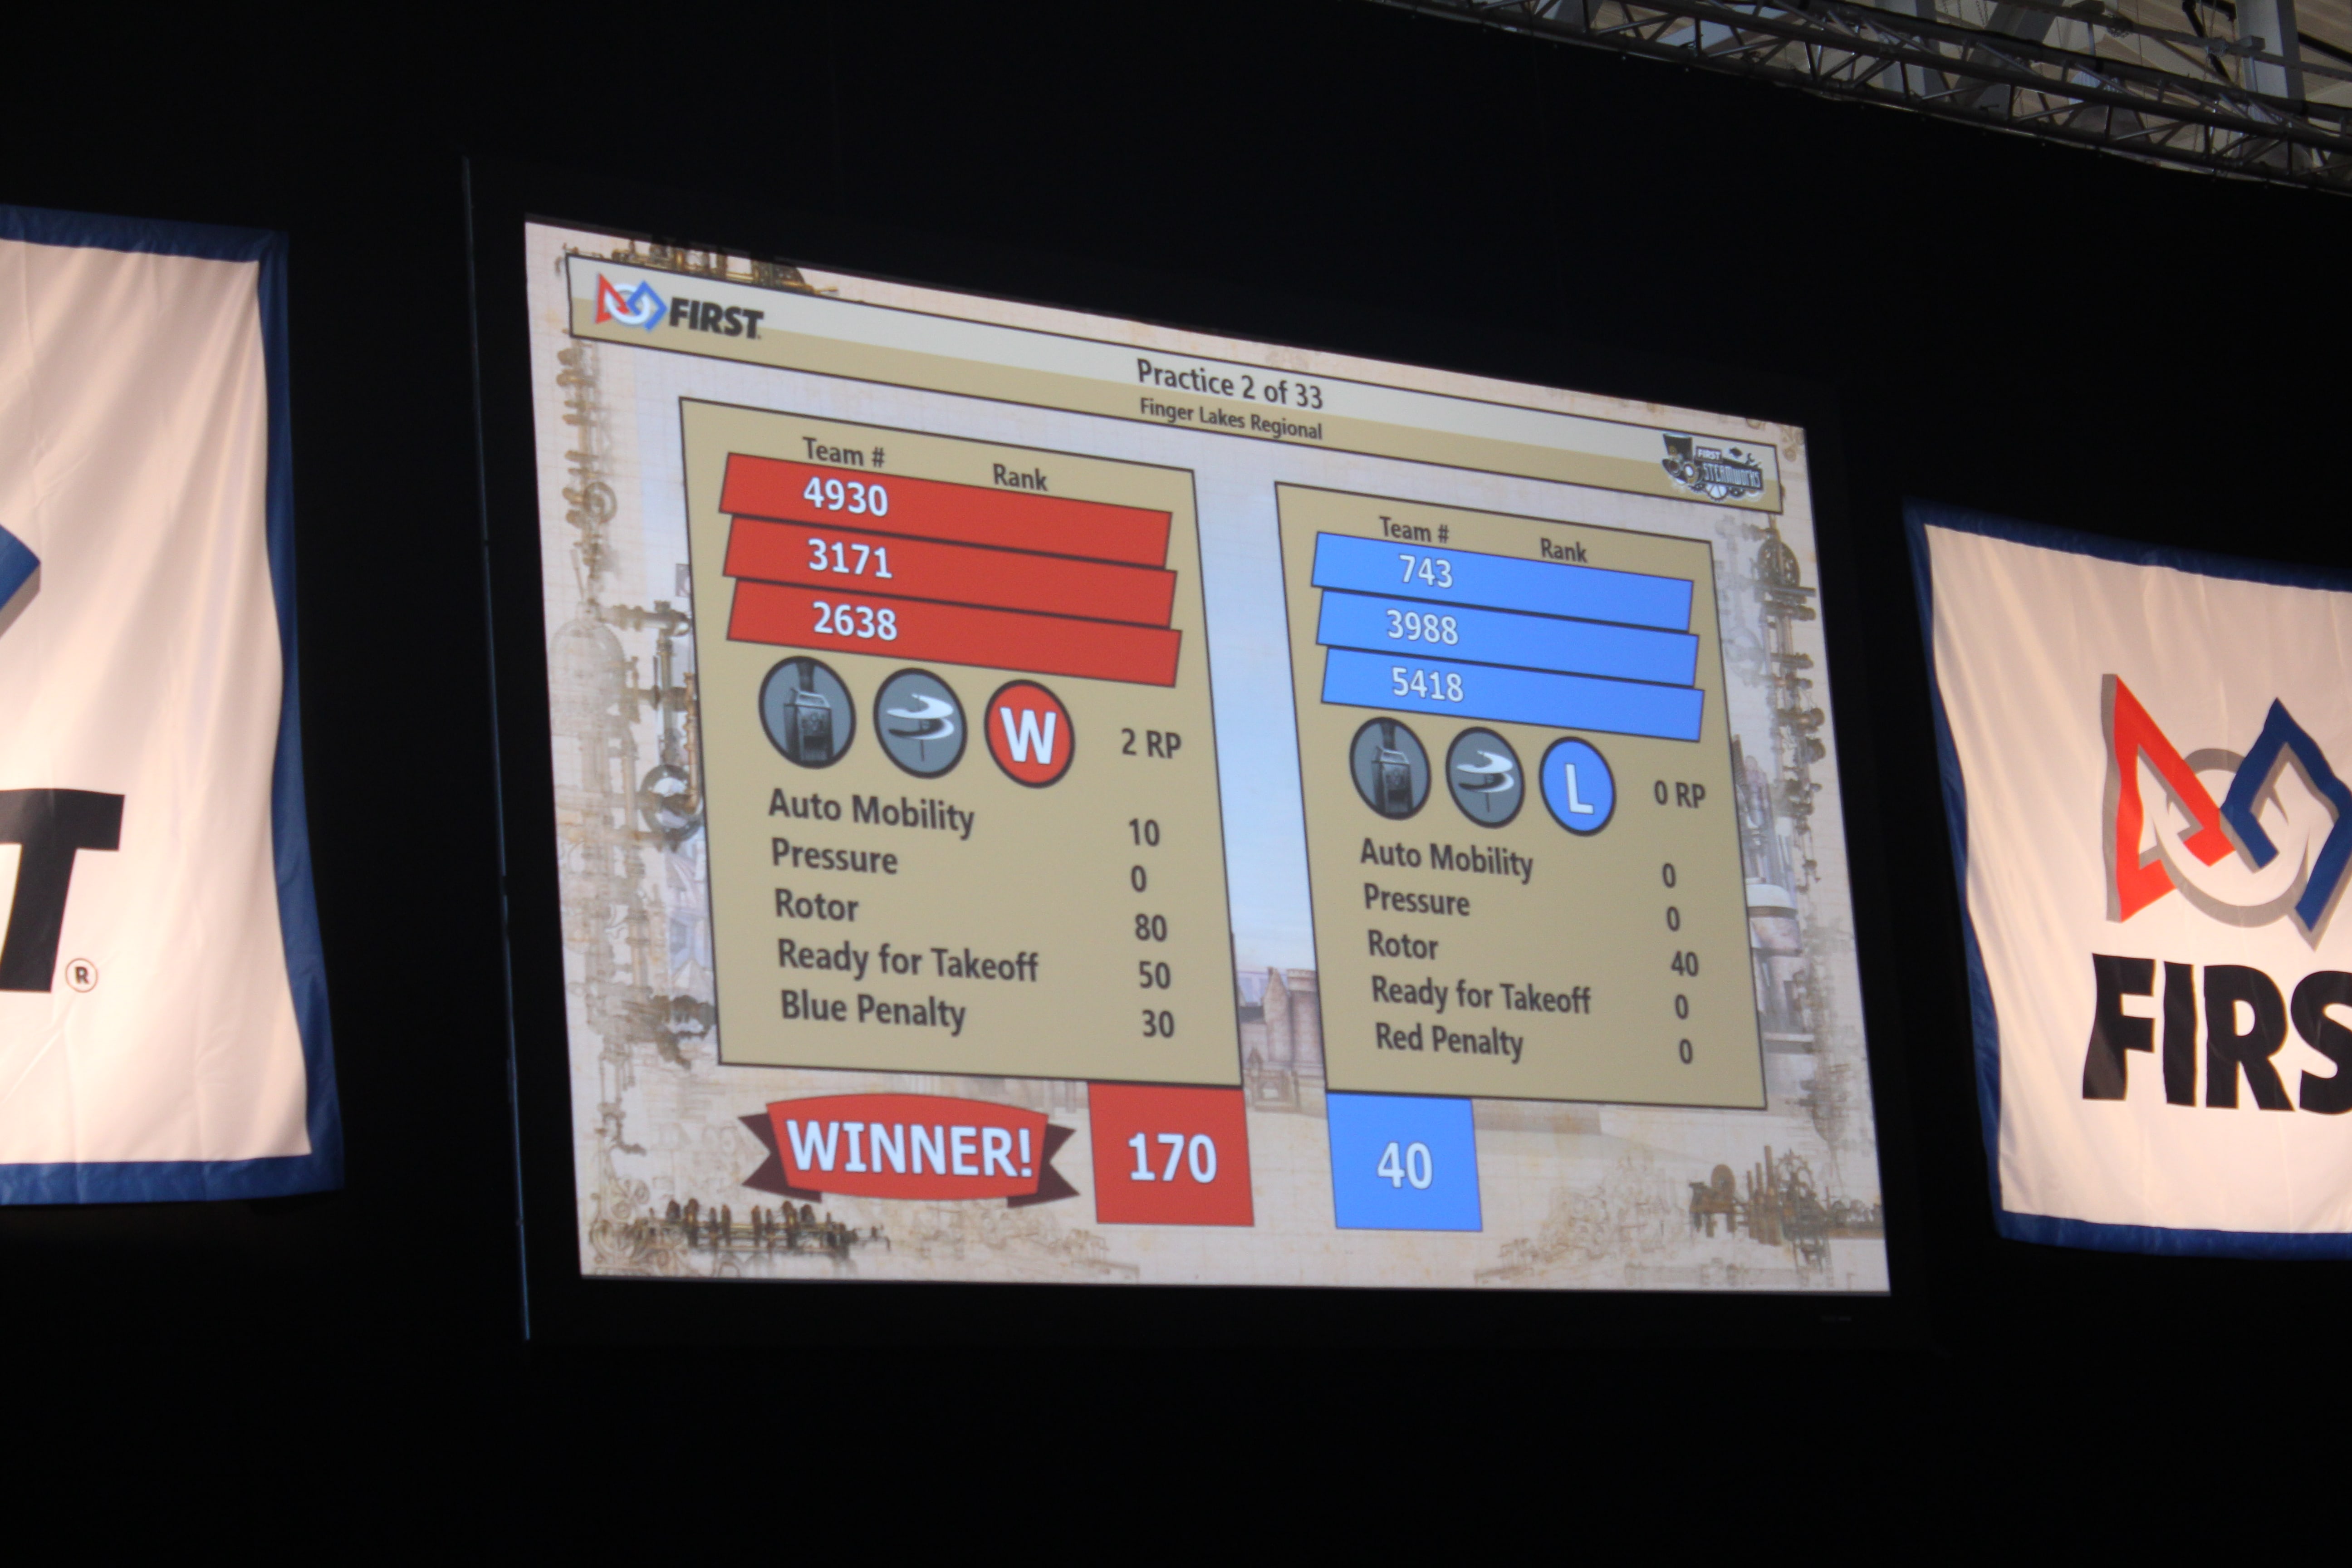 FIRST
Practice 2 of 33
Finger Lakes Regional
FIRST
STEAMWORKS
Team # Rank
4930
3171
2638
W 2 RP
Auto Mobility 10
Pressure 0
Rotor 80
Ready for Takeoff 50
Blue Penalty 30
WINNER! 170
Team # Rank
743
3988
5418
L 0 RP
Auto Mobility 0
Pressure 0
Rotor 40
Ready for Takeoff 0
Red Penalty 0
40
T®
FIRS